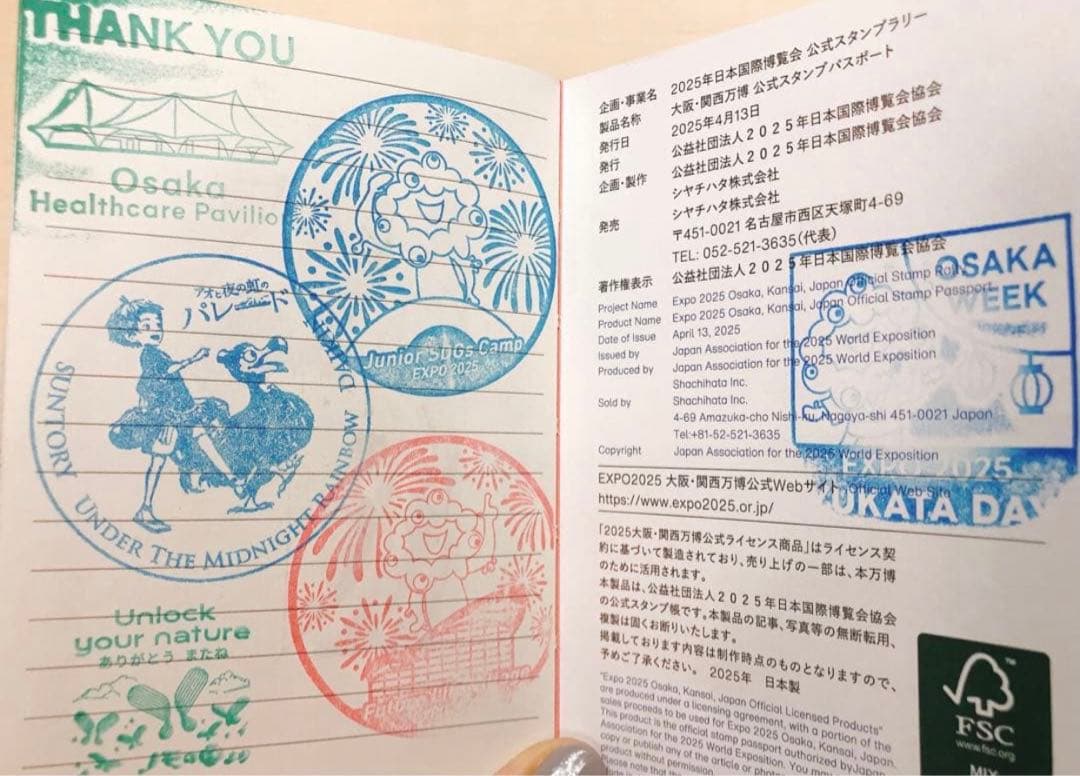 THANK YOU
Osaka
Healthcare Pavilio
Junior SDGs Camp
EXPO 2025
アオと夜の虹の
パレード
SUNTORY UNDER THE MIDNIGHT RAINBOW DAIKIN
Unlock
your nature
ありがとう またね
企画・事業名 2025年日本国際博覧会 公式スタンプラリー
製品名称 大阪・関西万博 公式スタンプパスポート
発行日 2025年4月13日
発行 公益社団法人2025年日本国際博覧会協会
企画・製作 公益社団法人2025年日本国際博覧会協会
シヤチハタ株式会社
発売 シヤチハタ株式会社
〒451-0021 名古屋市西区天塚町4-69
TEL: 052-521-3635(代表)
著作権表示 公益社団法人2025年日本国際博覧会協会
Project Name Expo 2025 Osaka, Kansai, Japan Official Stamp Rally
Product Name Expo 2025 Osaka, Kansai, Japan Official Stamp Passport
Date of Issue April 13, 2025
Issued by Japan Association for the 2025 World Exposition
Produced by Japan Association for the 2025 World Exposition
Shachihata Inc.
Sold by Shachihata Inc.
4-69 Amazuka-cho Nishi-ku, Nagoya-shi 451-0021 Japan
Tel:+81-52-521-3635
Copyright Japan Association for the 2025 World Exposition
OSAKA
WEEK
EXPO 2025
UKATA DAY
EXPO2025 大阪・関西万博公式Webサイト Official Web Site
https://www.expo2025.or.jp/
「2025大阪・関西万博公式ライセンス商品」はライセンス契
約に基づいて製造されており、売り上げの一部は、本万博
のために活用されます。
本製品は、公益社団法人2025年日本国際博覧会協会
の公式スタンプ帳です。本製品の記事、写真等の無断転用、
複製は固くお断りいたします。
掲載しております内容は制作時点のものとなりますので、
予めご了承ください。 2025年 日本製
"Expo 2025 Osaka, Kansai, Japan Official Licensed Products"
are produced under a licensing agreement, with a portion of the
sales proceeds to be used for Expo 2025 Osaka, Kansai, Japan.
This product is the official stamp passport authorized by Japan
Association for the 2025 World Exposition. You may
copy or publish any of the article or
product without permission.
Please note that the
FSC
www.fsc.org
MIX